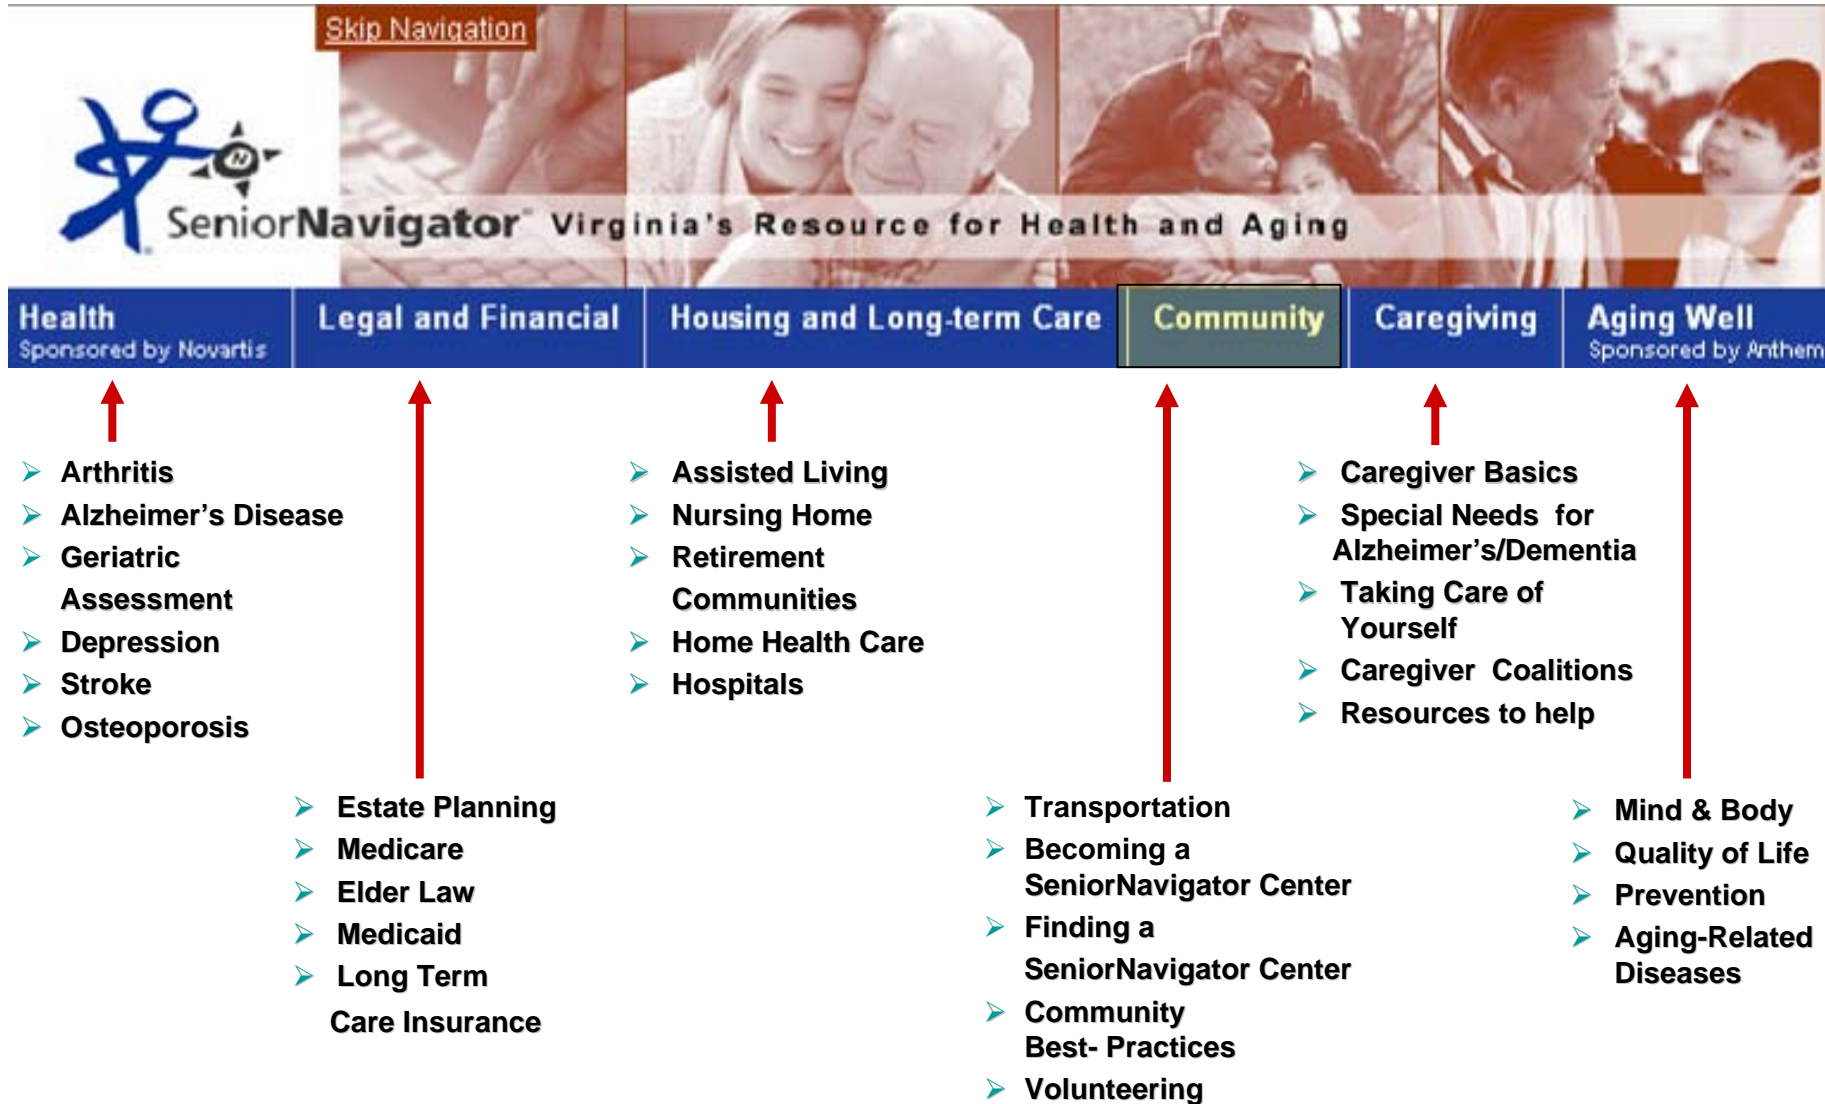 Skip Navigation
N
SeniorNavigator™ Virginia's Resource for Health and Aging
Health
Sponsored by Novartis
Legal and Financial
Housing and Long-term Care
Community
Caregiving
Aging Well
Sponsored by Anthem
Arthritis
Alzheimer's Disease
Geriatric
Assessment
Depression
Stroke
Osteoporosis
Estate Planning
Medicare
Elder Law
Medicaid
Long Term
Care Insurance
Assisted Living
Nursing Home
Retirement
Communities
Home Health Care
Hospitals
Transportation
Becoming a
SeniorNavigator Center
Finding a
SeniorNavigator Center
Community
Best- Practices
Volunteering
Caregiver Basics
Special Needs for
Alzheimer's/Dementia
Taking Care of
Yourself
Caregiver Coalitions
Resources to help
Mind & Body
Quality of Life
Prevention
Aging-Related
Diseases